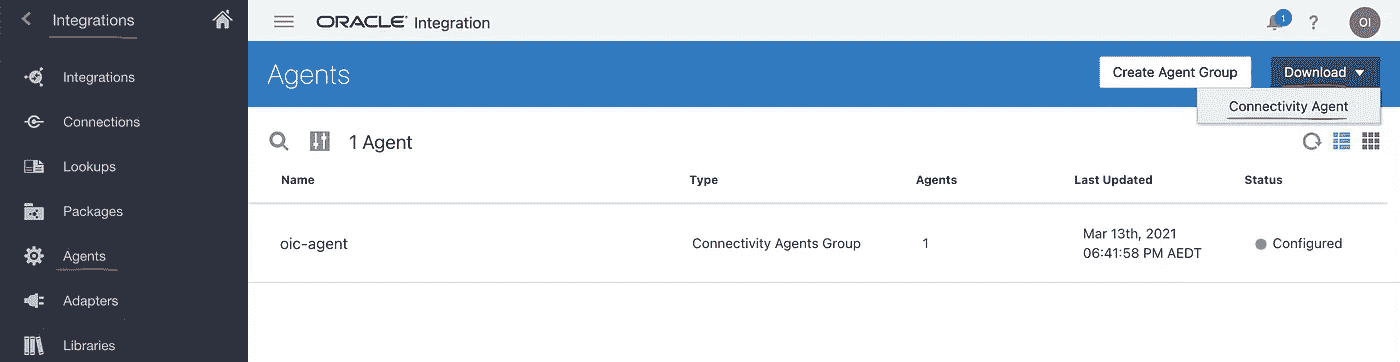 Integrations
Integrations
Connections
Lookups
Packages
Agents
Adapters
Libraries
ORACLE® Integration
1
?
OI
Agents
Create Agent Group
Download
Connectivity Agent
1 Agent
Name Type Agents Last Updated Status
oic-agent Connectivity Agents Group 1 Mar 13th, 2021 Configured
06:41:58 PM AEDT